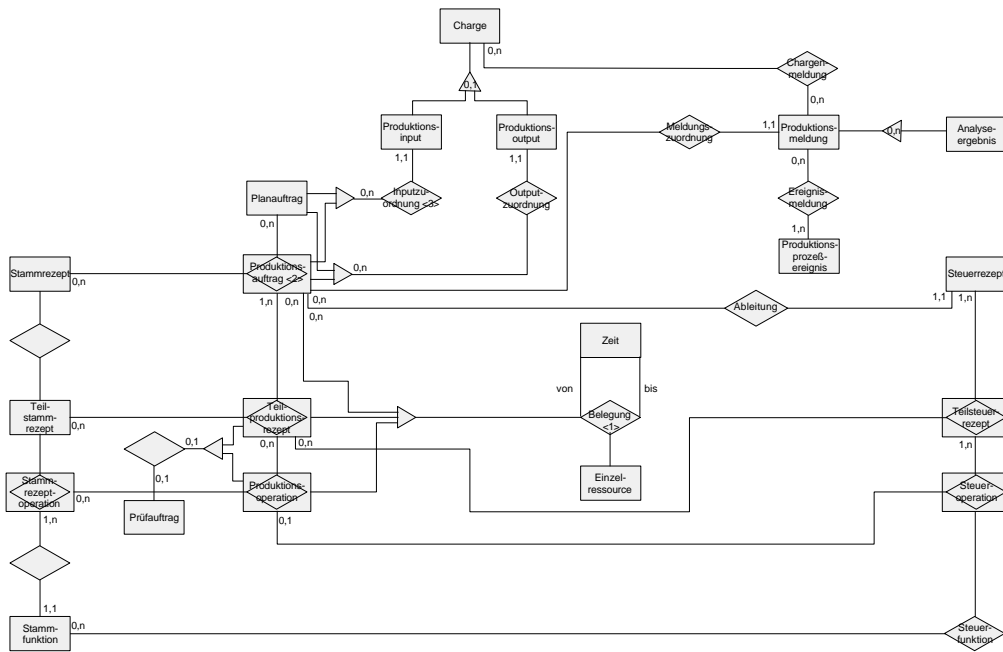 Charge
0,n
Chargen-
meldung
0,1
0,n
Produktions-
input
Produktions-
output
Meldungs-
zuordnung
1,1
Produktions-
meldung
0,n
Analyse-
ergebnis
1,1
1,1
0,n
Planauftrag
0,n
Inputzu-
ordnung <3>
Output-
zuordnung
Ereignis-
meldung
0,n
1,n
Produktions-
prozeß-
ereignis
Stammrezept
0,n
Produktions-
auftrag <2>
0,n
Steuerrezept
1,n
0,n
0,n
0,n
Ableitung
1,1
1,n
Zeit
von
bis
Teil-
stamm-
rezept
0,n
Teil-
produktions-
rezept
0,n
0,n
Belegung
<1>
Teilsteuer-
rezept
1,n
0,1
0,1
Stamm-
rezept-
operation
0,n
1,n
Produktions-
operation
0,1
Einzel-
ressource
Steuer-
operation
Prüfauftrag
1,1
Stamm-
funktion
0,n
Steuer-
funktion